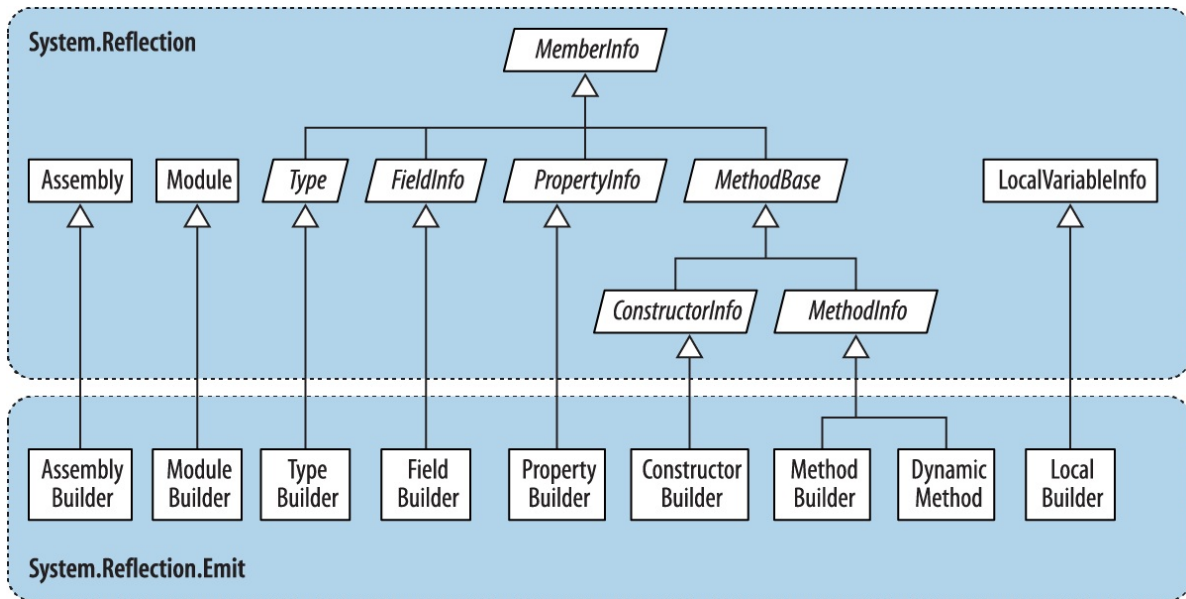 System.Reflection
MemberInfo
Assembly
Module
Type
FieldInfo
PropertyInfo
MethodBase
LocalVariableInfo
ConstructorInfo
MethodInfo
Assembly
Builder
Module
Builder
Type
Builder
Field
Builder
Property
Builder
Constructor
Builder
Method
Builder
Dynamic
Method
Local
Builder
System.Reflection.Emit